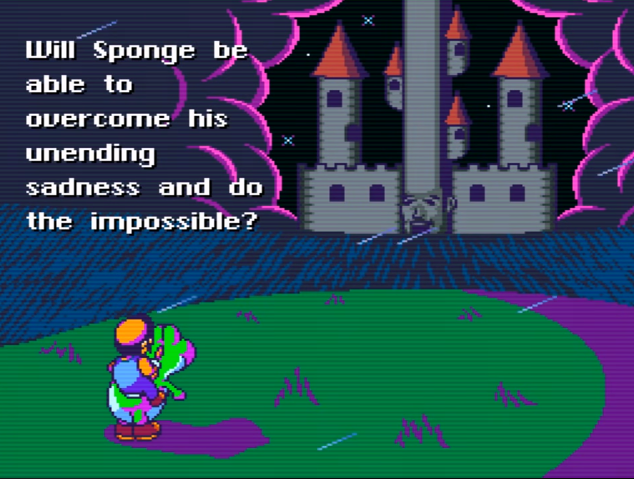 Will Sponge be
able to
overcome his
unending
sadness and do
the impossible?